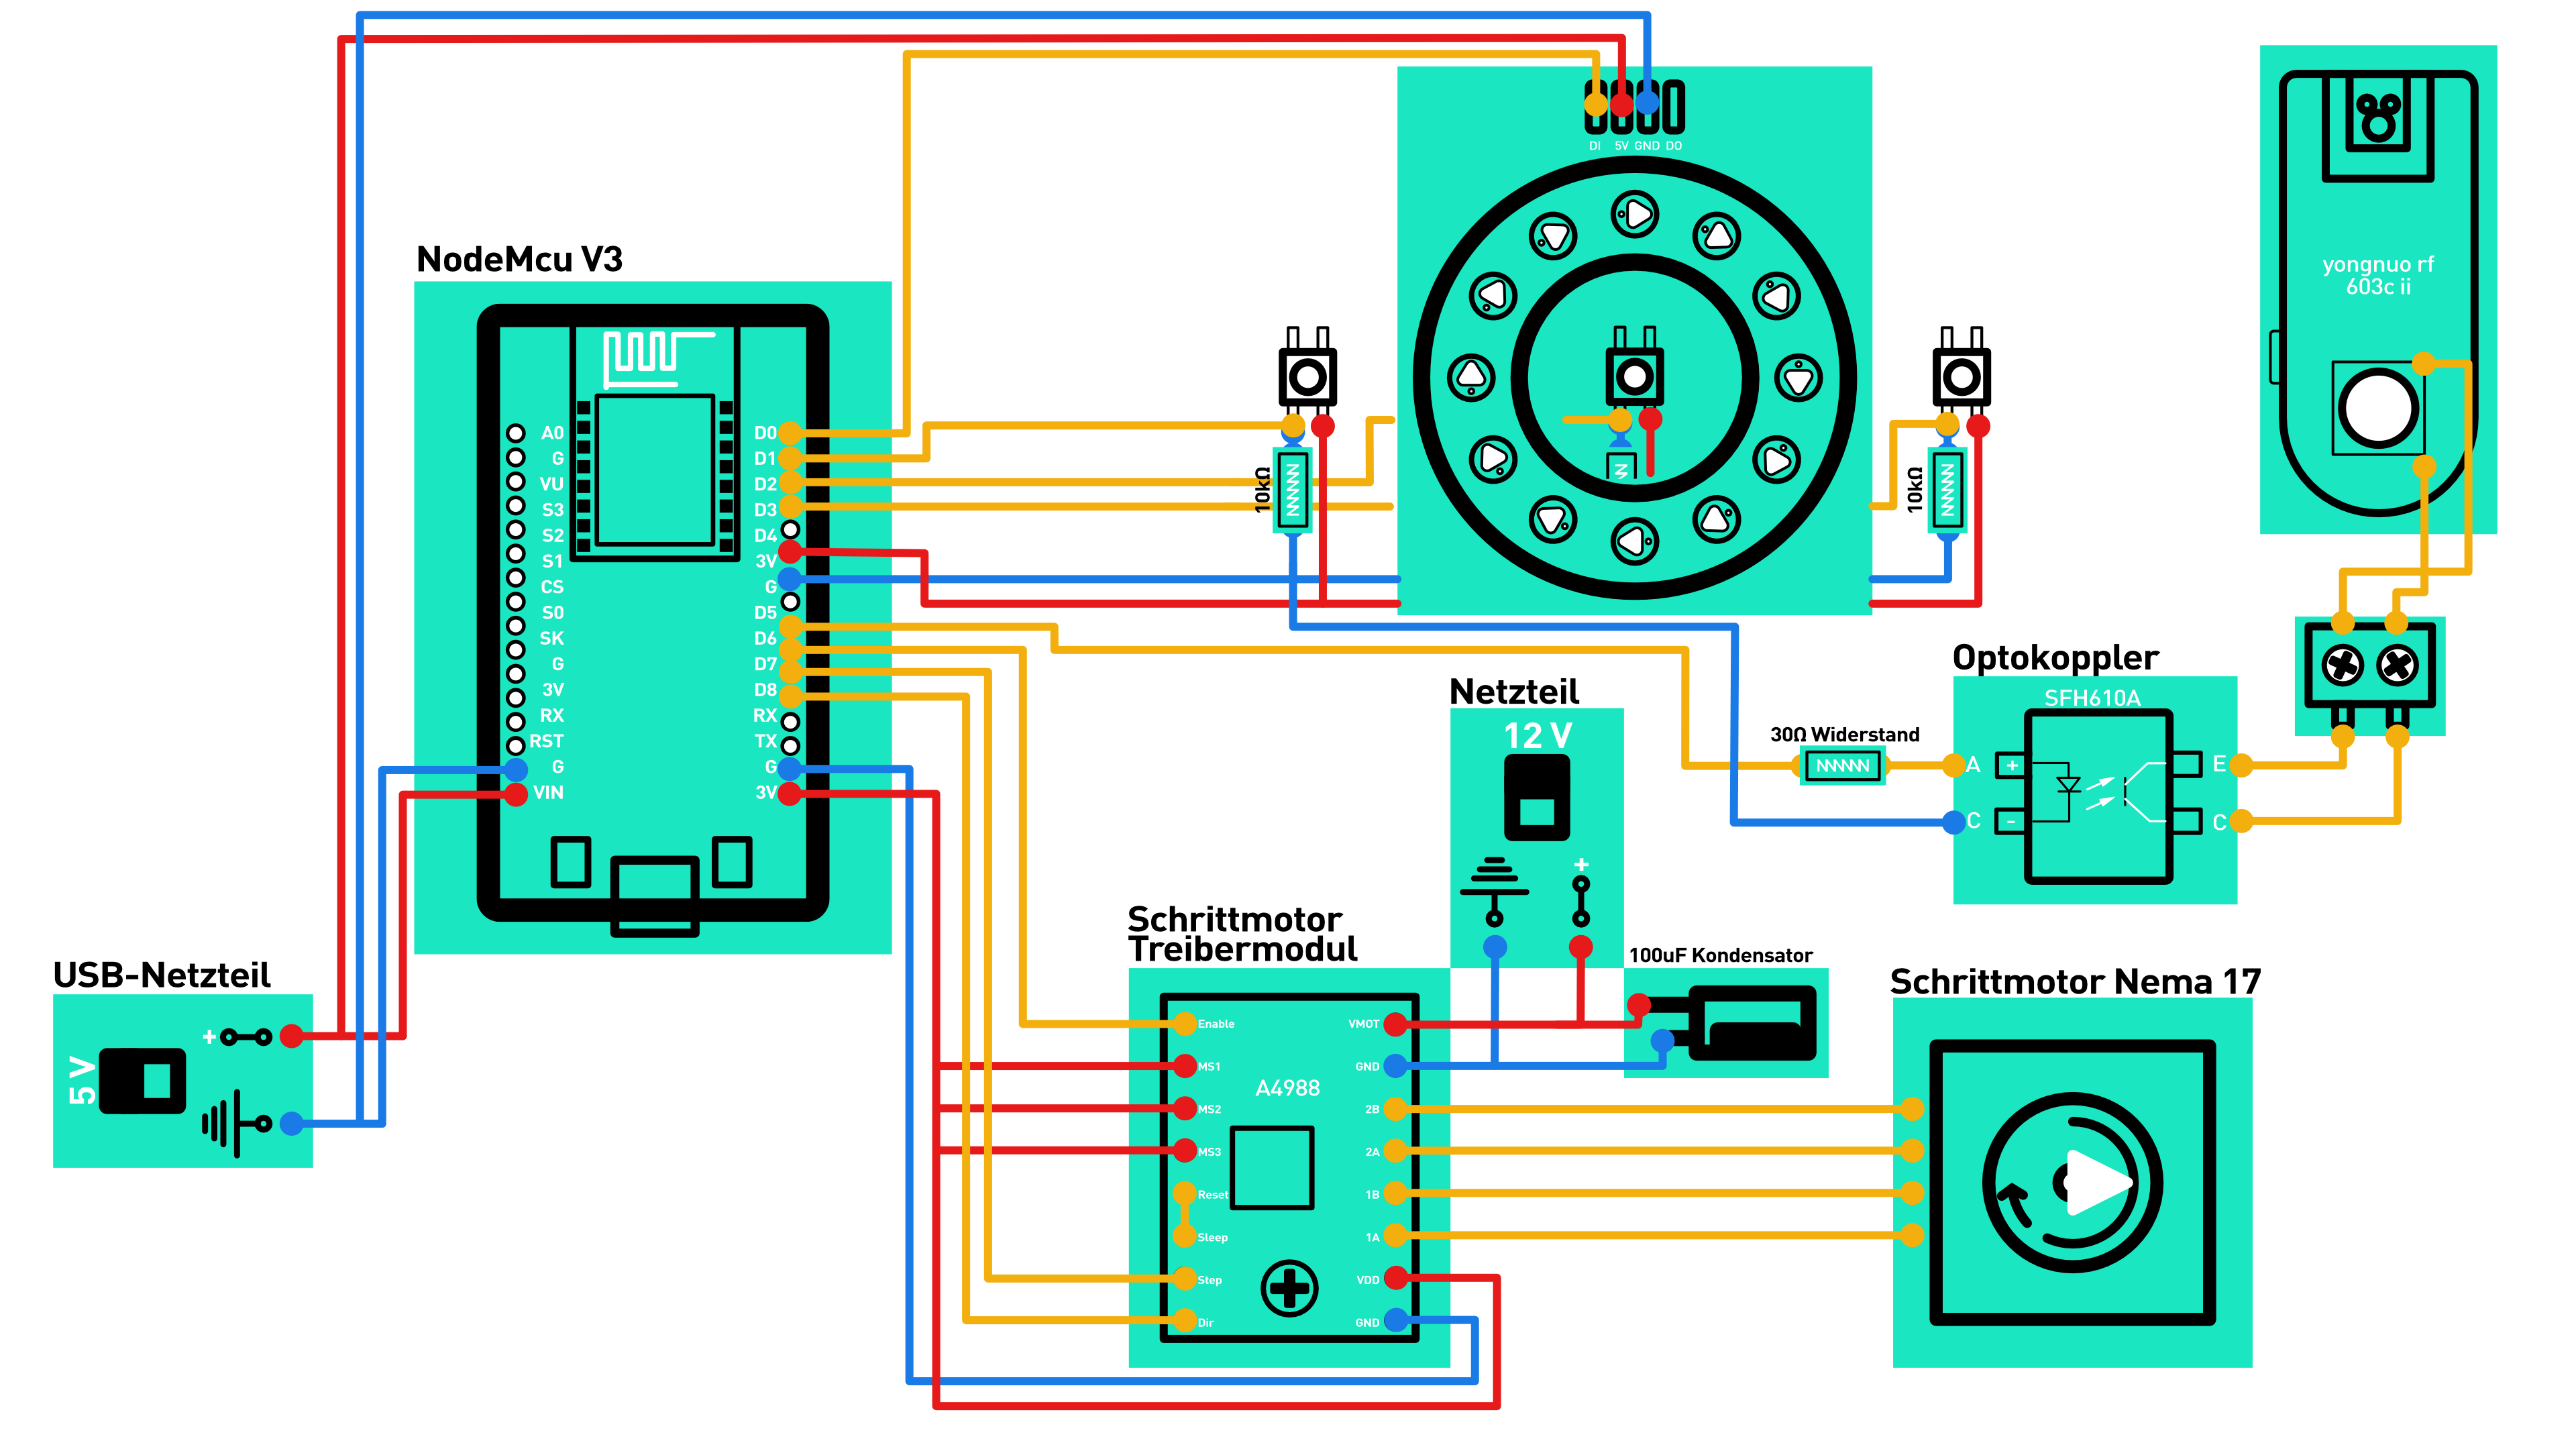 DI 5V GND DO
yongnuo rf
603c ii
NodeMcu V3
A0
G
VU
S3
S2
S1
CS
S0
SK
G
3V
RX
RST
G
VIN
D0
D1
D2
D3
D4
3V
G
D5
D6
D7
D8
RX
TX
G
3V
10kΩ
10kΩ
Optokoppler
SFH610A
A
+
C
-
E
C
30Ω Widerstand
Netzteil
12 V
+
USB-Netzteil
5 V
+
Schrittmotor
Treibermodul
Enable
MS1
MS2
MS3
Reset
Sleep
Step
Dir
A4988
VMOT
GND
2B
2A
1B
1A
VDD
GND
100uF Kondensator
Schrittmotor Nema 17